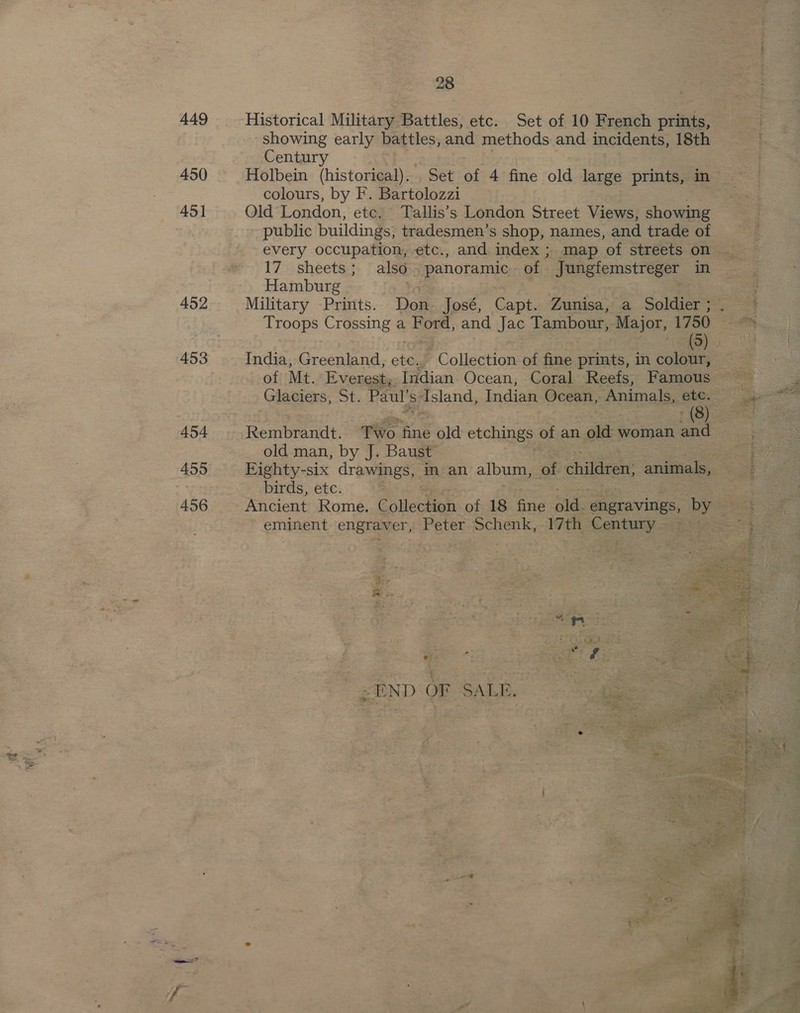 28
449 Historical Military Battles, etc. Set of 10 French prints,
showing early battles, and methods and incidents, 18th
Century
450 Holbein (historical). Set of 4 fine old large prints, in
colours, by F. Bartolozzi
451 Old London, etc. Tallis's London Street Views, showing
public buildings, tradesmen's shop, names, and trade of
every occupation, etc., and index ; map of streets on
17 sheets ; also panoramic of Jungfemstreger in
Hamburg
452 Military Prints. Don José, Capt. Zunisa, a Soldier ;
Troops Crossing a Ford, and Jac Tambour, Major, 1750
(5)
453 India, Greenland, etc. Collection of fine prints, in colour,
of Mt. Everest, Indian Ocean, Coral Reefs, Famous
Glaciers, St. Paul's Island, Indian Ocean, Animals, etc.
(8)
454 Rembrandt. Two fine old etchings of an old woman and
old man, by J. Baust
455 Eighty-six drawings, in an album, of children, animals,
birds, etc.
456 Ancient Rome. Collection of 18 fine old engravings, by
eminent engraver, Peter Schenk, 17th Century
END OF SALE.